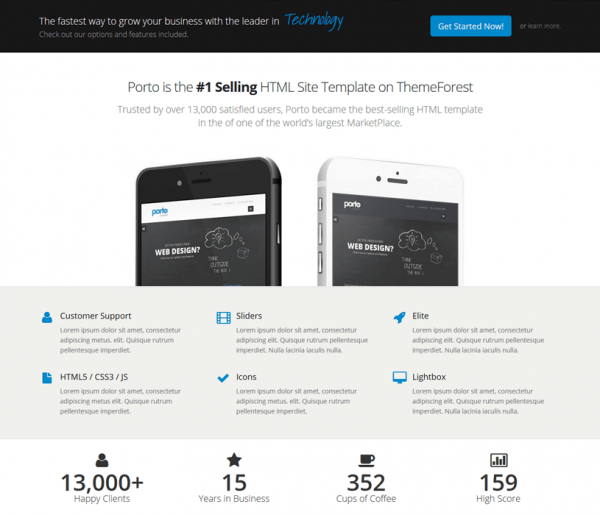 The fastest way to grow your business with the leader in Technology
Check out our options and features included.
Get Started Now!
or learn more.
Porto is the #1 Selling HTML Site Template on ThemeForest
Trusted by over 13,000 satisfied users, Porto became the best-selling HTML template
in the of one of the world's largest MarketPlace.
porto
WEB DESIGN?
THINK
OUTSIDE
THE BOX !
porto
WEB DESIGN?
THINK
OUTSIDE
THE BOX !
Customer Support
Lorem ipsum dolor sit amet, consectetur
adipiscing metus elit. Quisque rutrum
pellentesque imperdiet.
Sliders
Lorem ipsum dolor sit amet, consectetur
adipiscing elit. Quisque rutrum pellentesque
imperdiet. Nulla lacinia iaculis nulla.
Elite
Lorem ipsum dolor sit amet, consectetur
adipiscing elit. Quisque rutrum pellentesque
imperdiet. Nulla lacinia iaculis nulla.
HTML5 / CSS3 / JS
Lorem ipsum dolor sit amet, consectetur
adipiscing metus. elit. Quisque rutrum
pellentesque imperdiet.
Icons
Lorem ipsum dolor sit amet, consectetur
adipiscing metus. elit. Quisque rutrum
pellentesque imperdiet.
Lightbox
Lorem ipsum dolor sit amet, consectetur
adipiscing elit. Quisque rutrum pellentesque
imperdiet. Nulla lacinia iaculis nulla.
13,000+
Happy Clients
15
Years in Business
352
Cups of Coffee
159
High Score